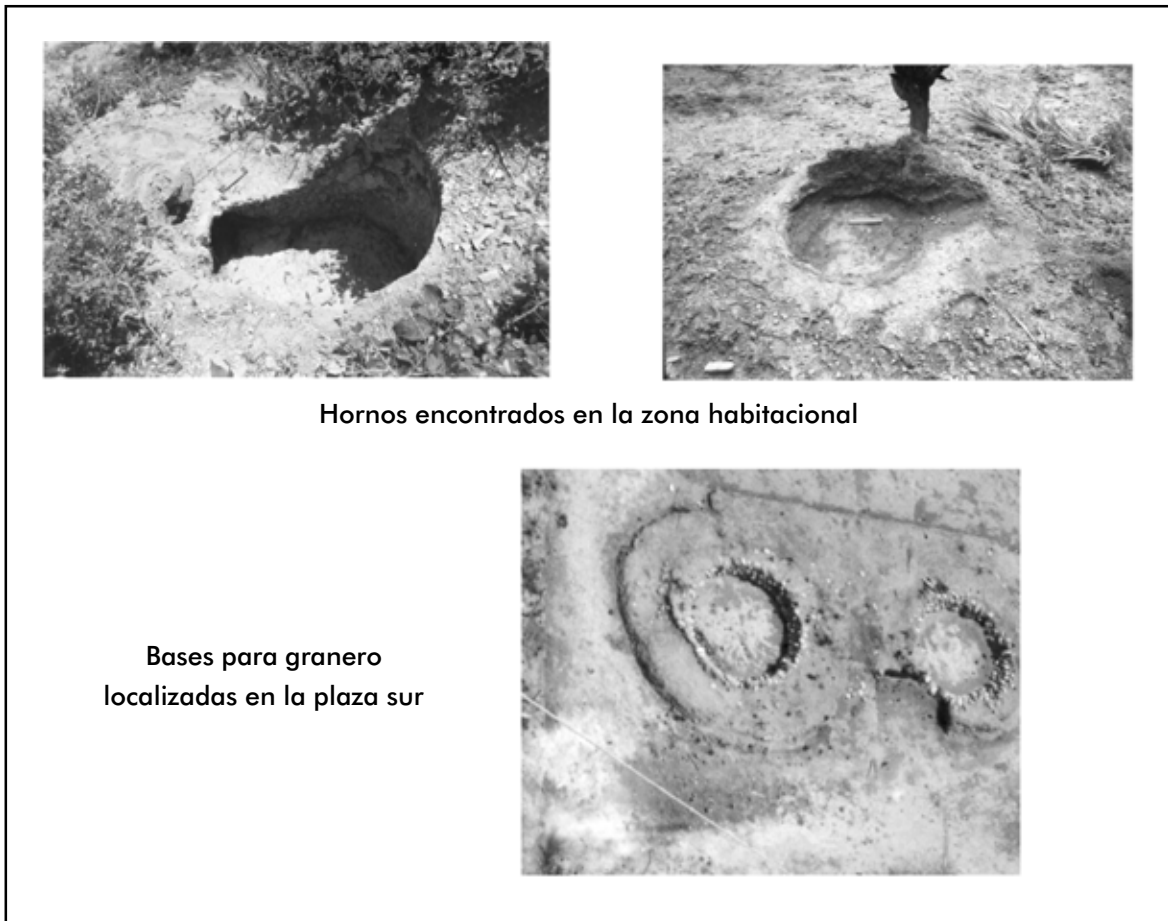 Hornos encontrados en la zona habitacional
Bases para granero
localizadas en la plaza sur